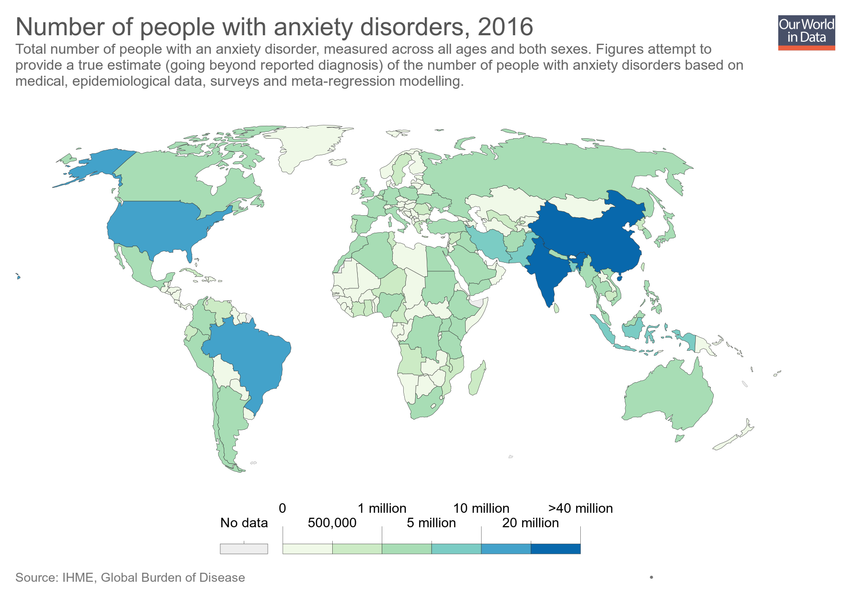 Number of people with anxiety disorders, 2016
Our World
in Data
Total number of people with an anxiety disorder, measured across all ages and both sexes. Figures attempt to
provide a true estimate (going beyond reported diagnosis) of the number of people with anxiety disorders based on
medical, epidemiological data, surveys and meta-regression modelling.
0 1 million 10 million >40 million
No data 500,000 5 million 20 million
Source: IHME, Global Burden of Disease